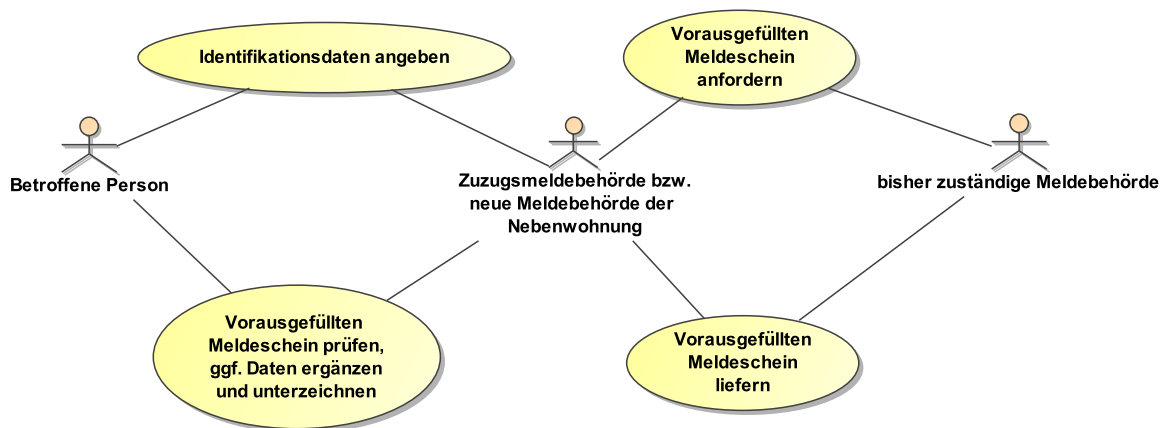 Identifikationsdaten angeben
Vorausgefüllten
Meldeschein
anfordern
Betroffene Person
Zuzugsmeldebehörde bzw.
neue Meldebehörde der
Nebenwohnung
bisher zuständige Meldebehörde
Vorausgefüllten
Meldeschein prüfen,
ggf. Daten ergänzen
und unterzeichnen
Vorausgefüllten
Meldeschein
liefern